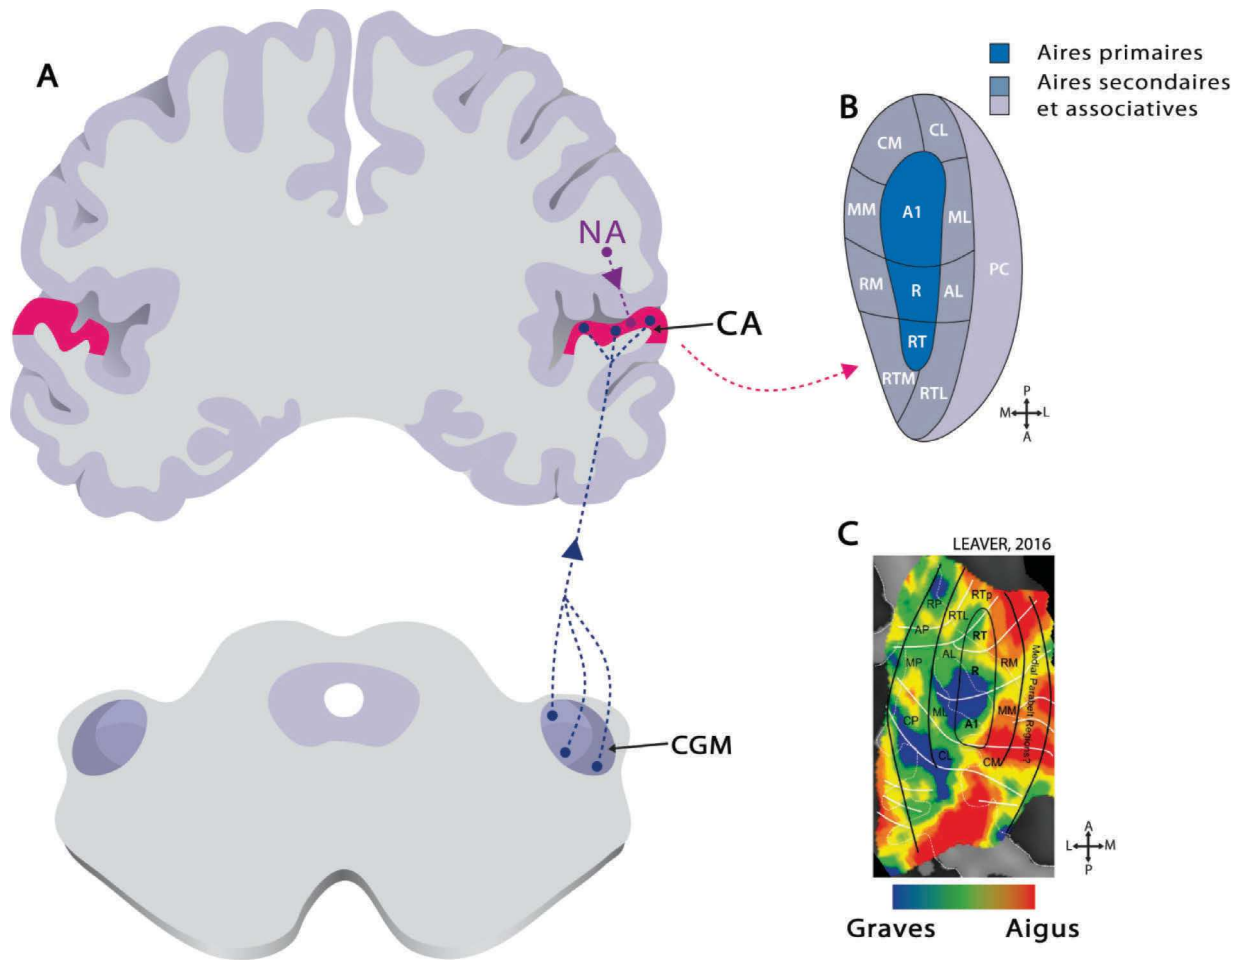 A
NA
CA
CGM
Aires primaires
Aires secondaires
et associatives
B
CM
CL
MM
A1
ML
PC
RM
R
AL
RT
RTM
RTL
P
M
L
A
C
LEAVER, 2016
RP
RTp
RTL
AP
RT
MP
AL
R
RM
Medial Parabelt Regions?
CP
ML
A1
MM
CL
CM
A
L
M
P
Graves
Aigus